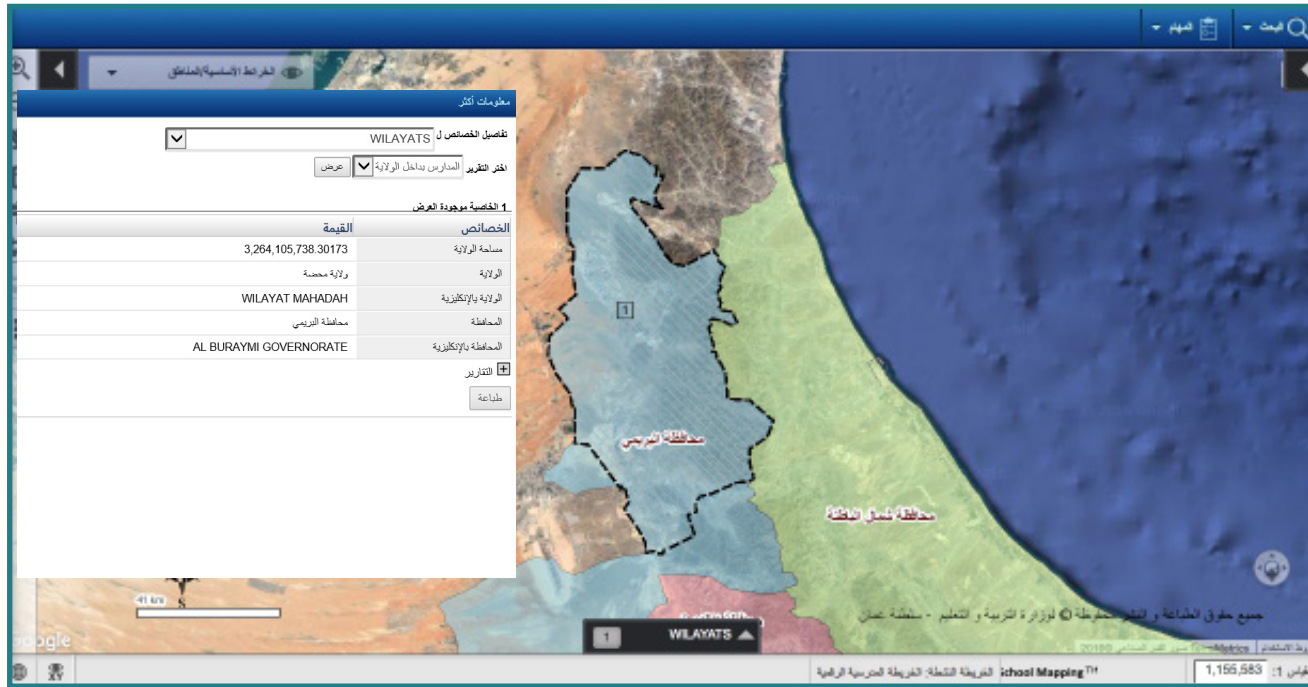 البحث
المهام
الخرائط الأساسية/المناطق
معلومات أكثر
تفاصيل الخصائص ل WILAYATS
اختر التقرير المدارس بداخل الولاية عرض
1 الخاصية موجودة العرض
الخصائص القيمة
مساحة الولاية 3,264,105,738.30173
الولاية ولاية محضة
الولاية بالإنكليزية WILAYAT MAHADAH
المحافظة محافظة البريمي
المحافظة بالإنكليزية AL BURAYMI GOVERNORATE
التقارير
طباعة
1
محافظة البريمي
محافظة شمال الباطنة
41 km S
جميع حقوق الطباعة و النشر محفوظة © لوزارة التربية و التعليم - سلطنة عمان
1 WILAYATS
School Mapping™ الخريطة النشطة: الخريطة المدرسية الرقمية
مقياس 1: 1,155,583